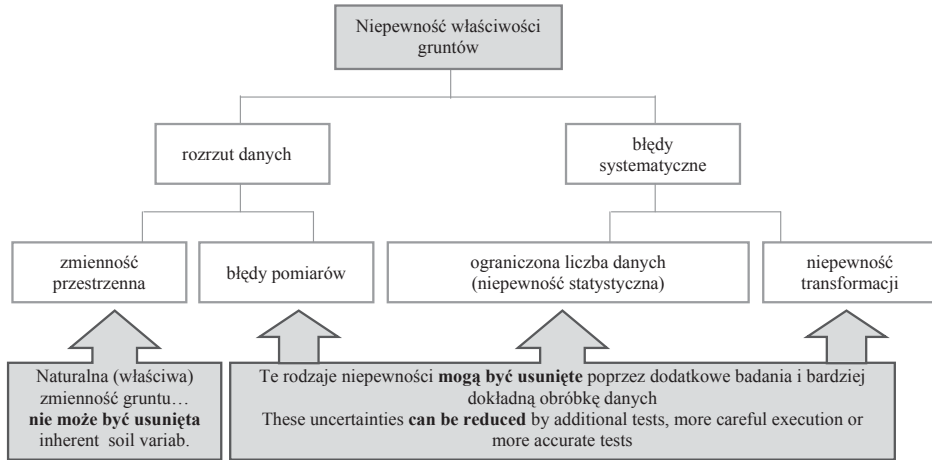 Niepewność właściwości
gruntów
rozrzut danych
błędy
systematyczne
zmienność
przestrzenna
błędy pomiarów
ograniczona liczba danych
(niepewność statystyczna)
niepewność
transformacji
Naturalna (właściwa)
zmienność gruntu…
nie może być usunięta
inherent soil variab.
Te rodzaje niepewności mogą być usunięte poprzez dodatkowe badania i bardziej
dokładną obróbkę danych
These uncertainties can be reduced by additional tests, more careful execution or
more accurate tests